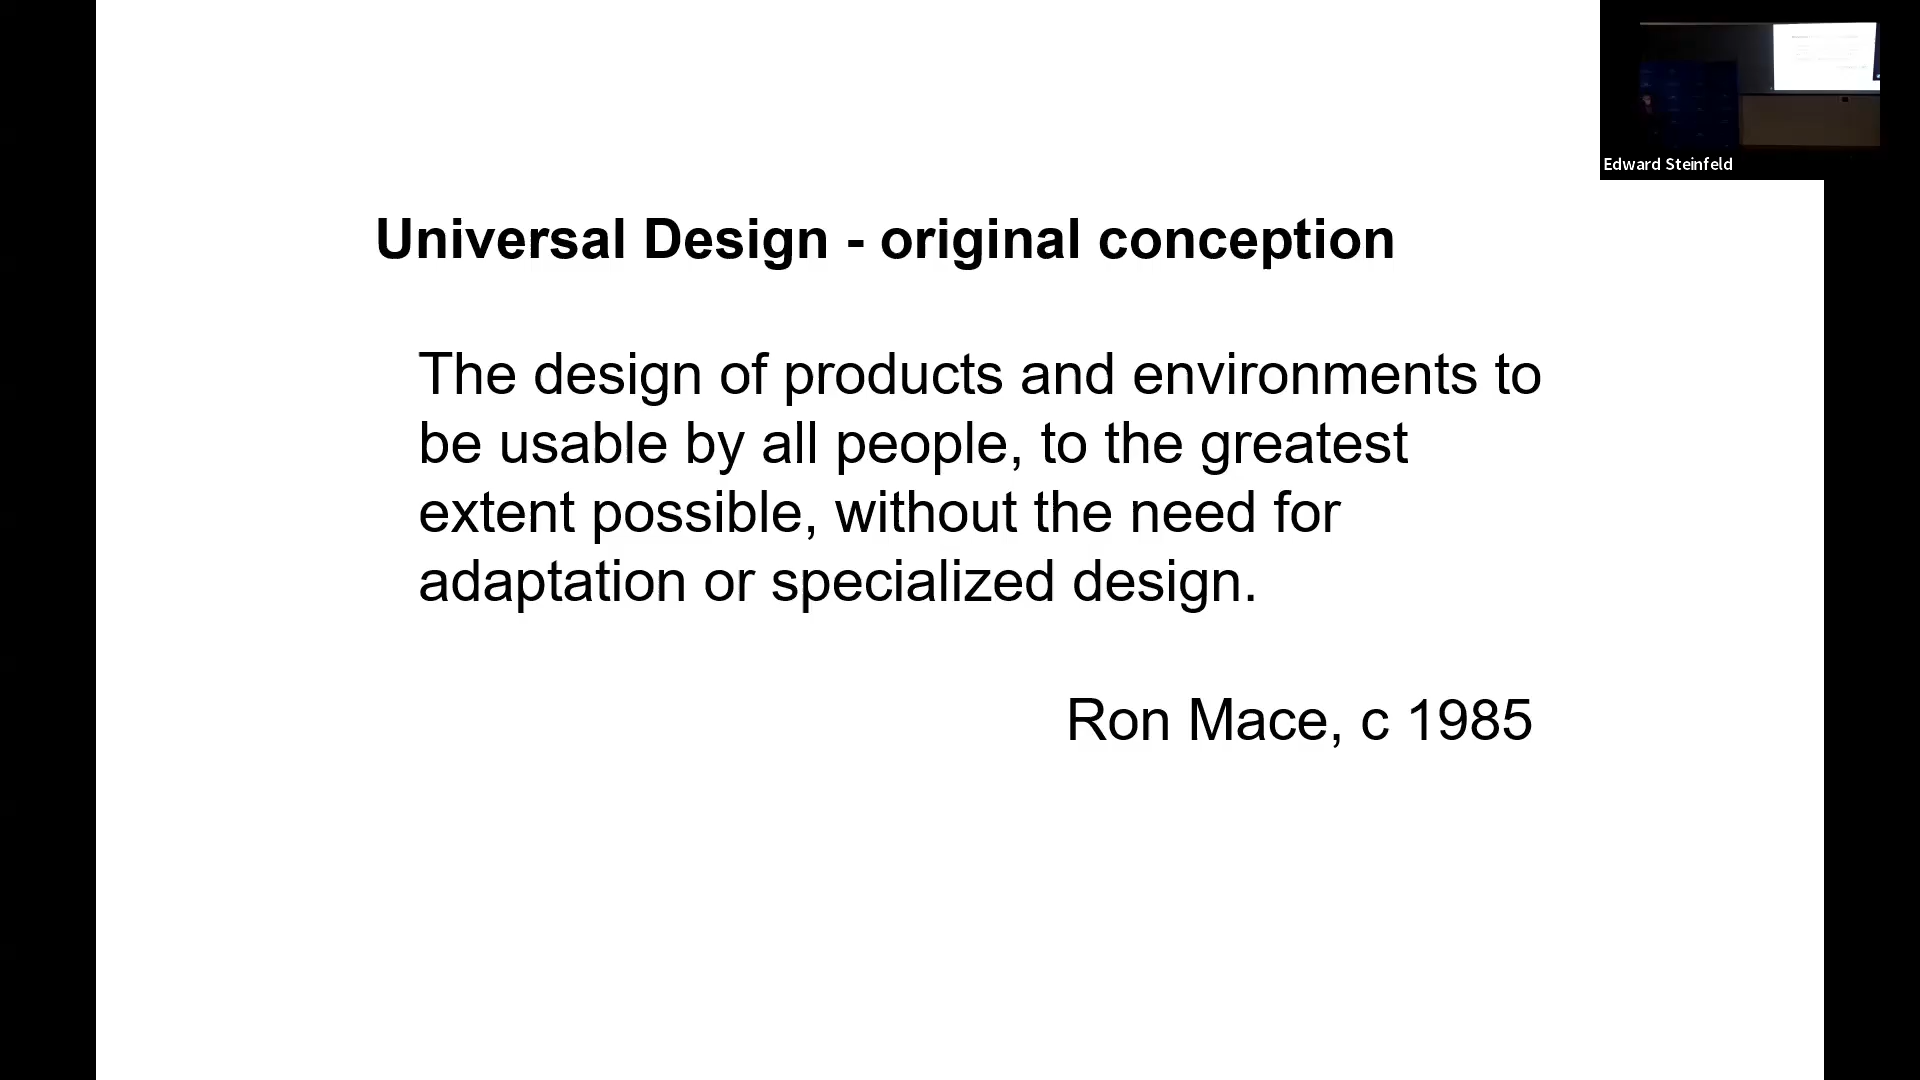 Edward Steinfeld
Universal Design - original conception
The design of products and environments to
be usable by all people, to the greatest
extent possible, without the need for
adaptation or specialized design.
Ron Mace, c 1985